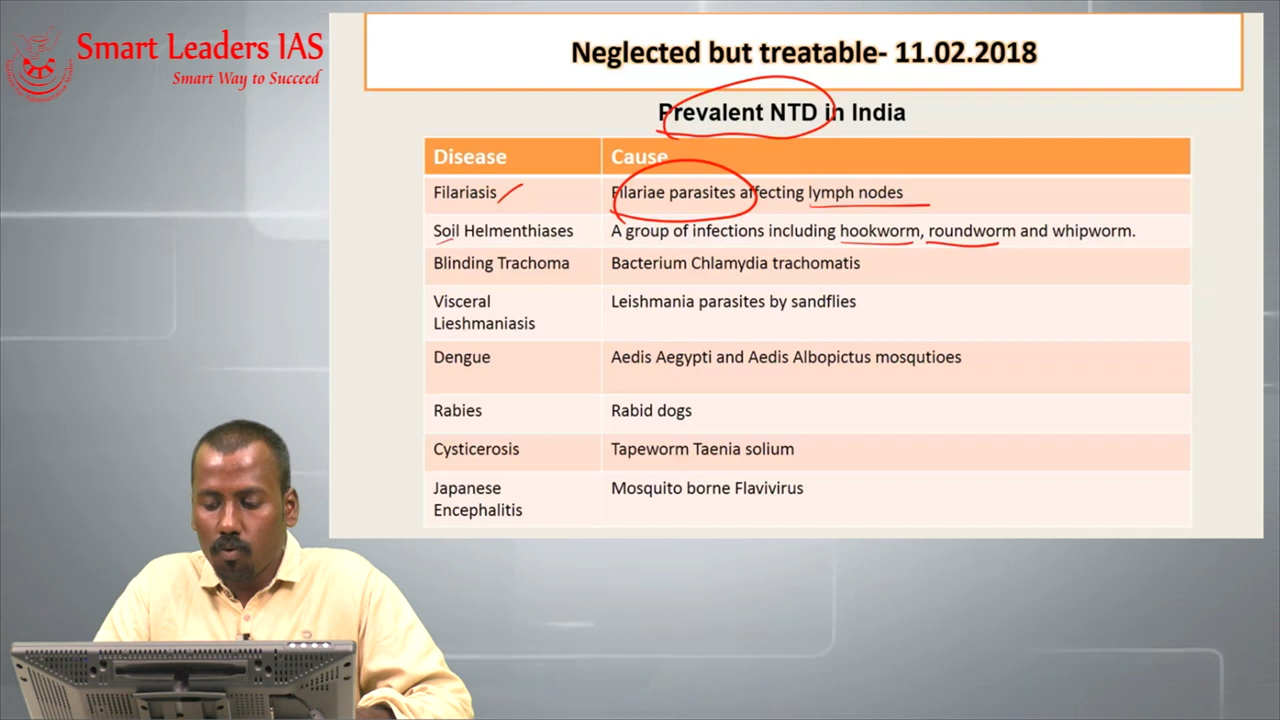 Smart Leaders IAS
Smart Way to Succeed
Neglected but treatable- 11.02.2018
Prevalent NTD in India
Disease Cause
Filariasis Filariae parasites affecting lymph nodes
Soil Helmenthiases A group of infections including hookworm, roundworm and whipworm.
Blinding Trachoma Bacterium Chlamydia trachomatis
Visceral Leishmania parasites by sandflies
Lieshmaniasis
Dengue Aedis Aegypti and Aedis Albopictus mosqutioes
Rabies Rabid dogs
Cysticerosis Tapeworm Taenia solium
Japanese Mosquito borne Flavivirus
Encephalitis